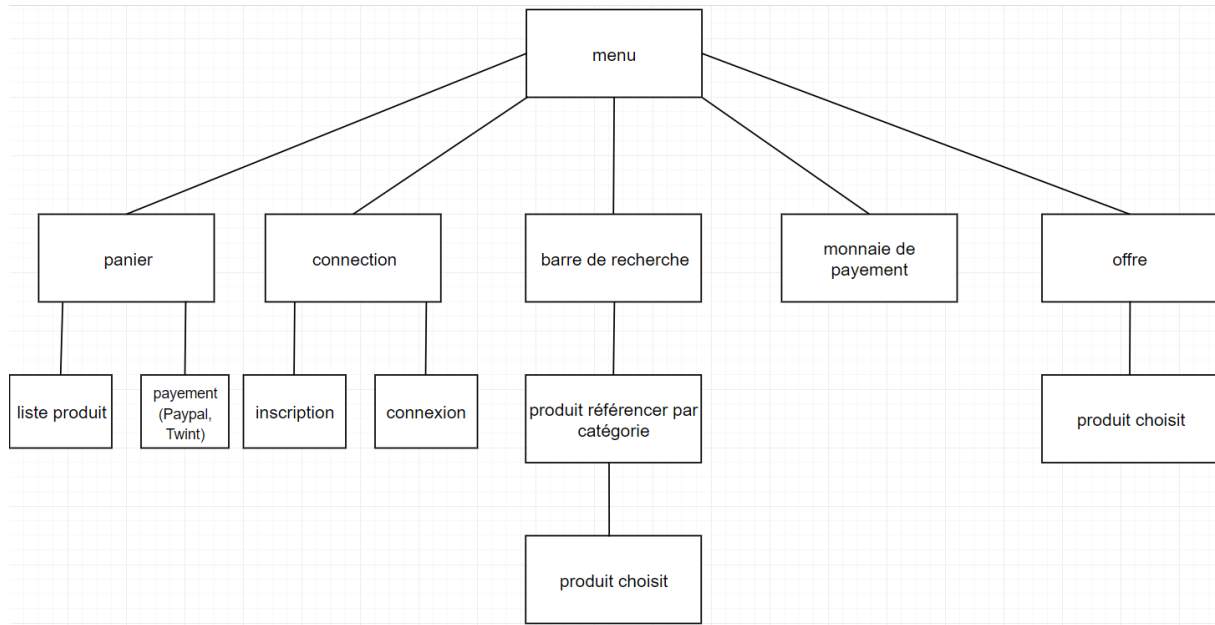 menu
panier
connection
barre de recherche
monnaie de
payement
offre
liste produit
payement
(Paypal,
Twint)
inscription
connexion
produit référencer par
catégorie
produit choisit
produit choisit